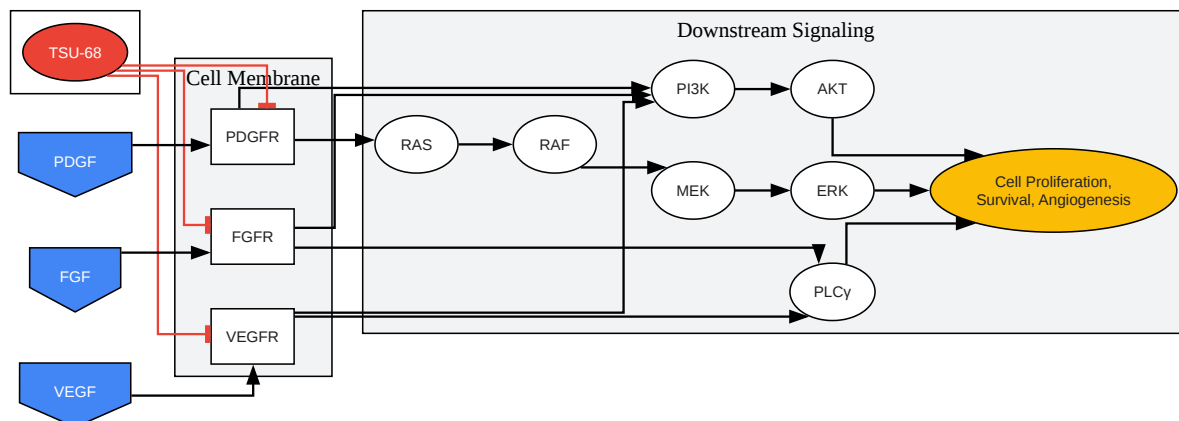 Downstream Signaling
TSU-68
Cell Membrane
PI3K
AKT
PDGFR
RAS
RAF
PDGF
MEK
ERK
Cell Proliferation,
Survival, Angiogenesis
FGFR
FGF
PLCγ
VEGFR
VEGF